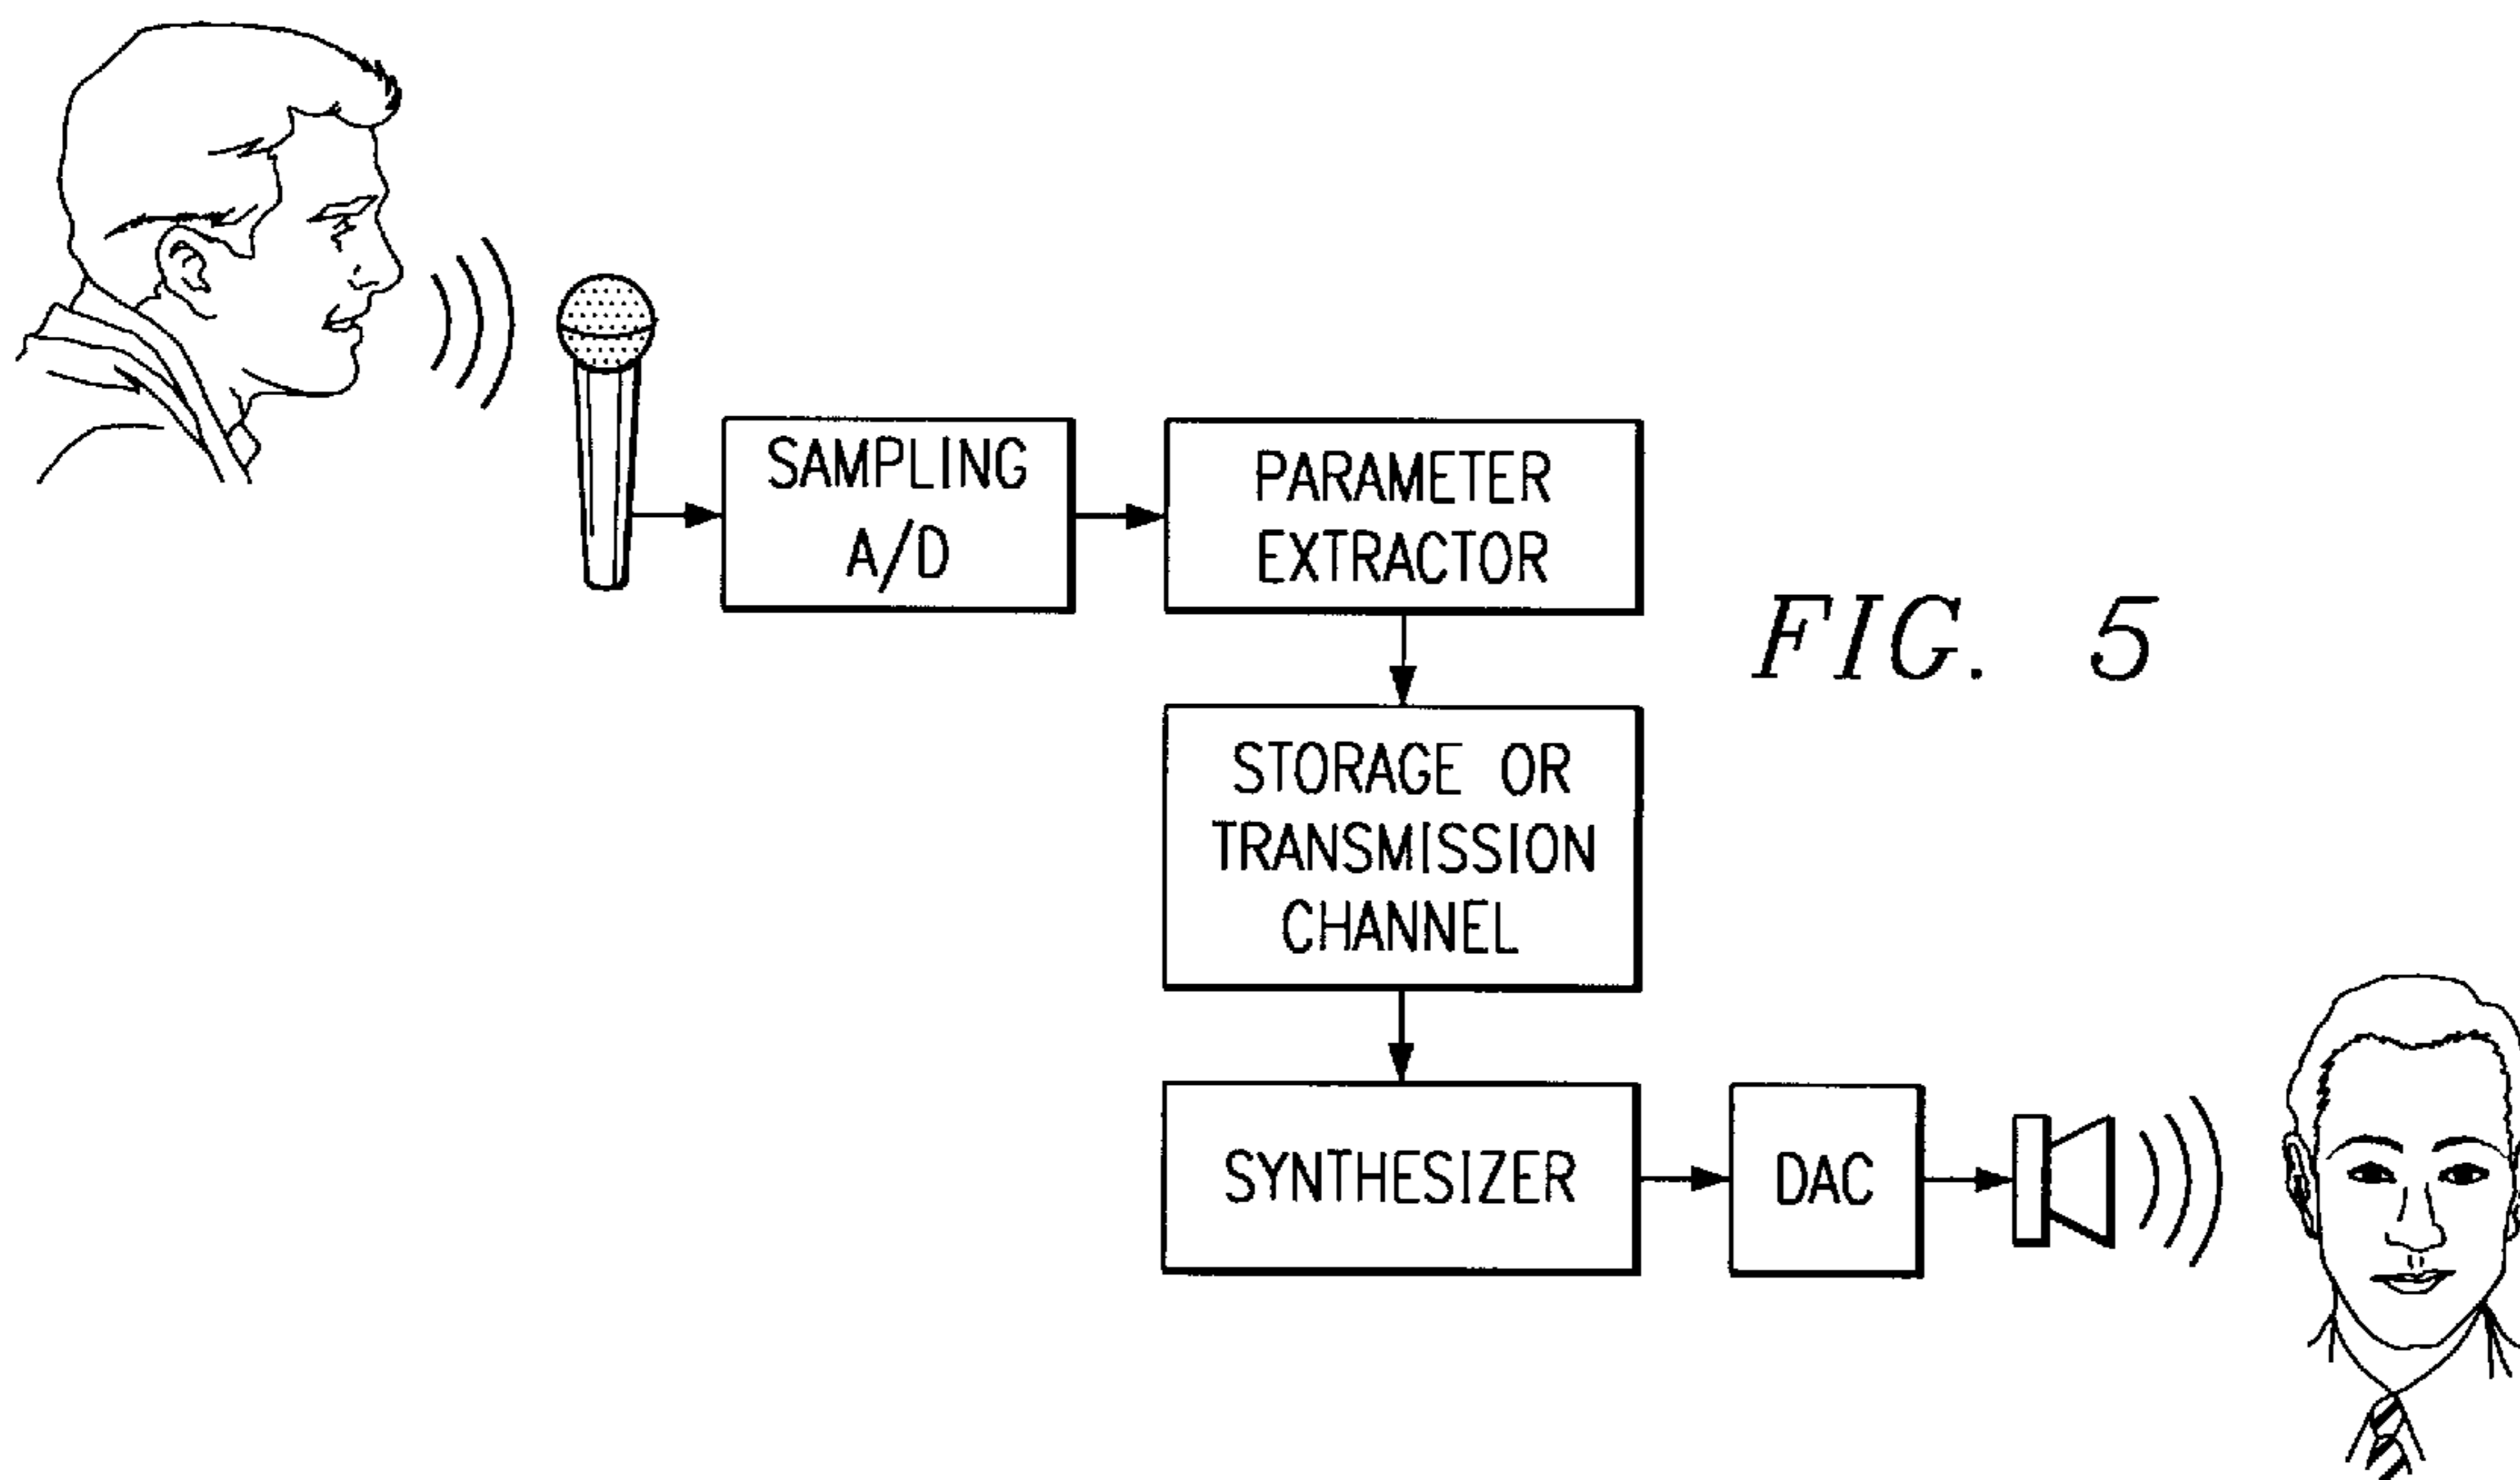 SAMPLING
A/D
PARAMETER
EXTRACTOR
FIG. 5
STORAGE OR
TRANSMISSION
CHANNEL
SYNTHESIZER
DAC